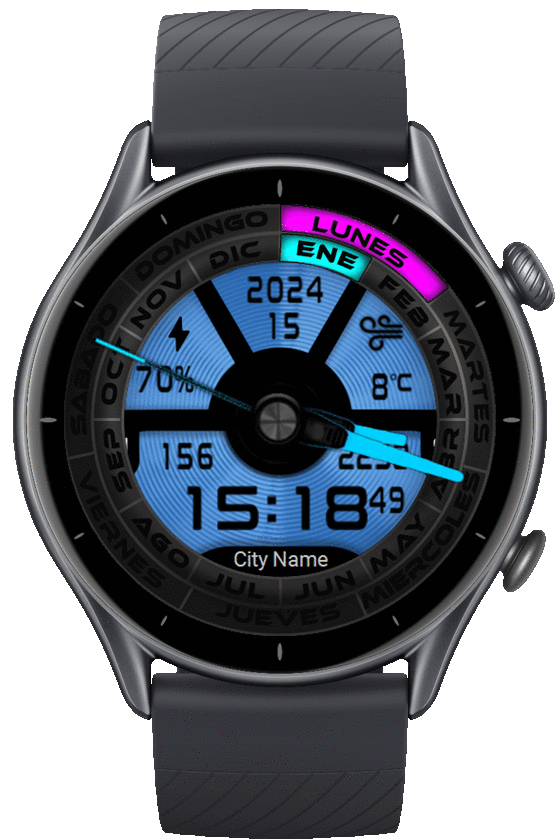 DOMINGO
LUNES
MARTES
MIERCOLES
JUEVES
VIERNES
SABADO
ENE
FEB
MAR
ABR
MAY
JUN
JUL
AGO
SEP
OCT
NOV
DIC
2024
15
70%
8°C
156
15:18
49
City Name